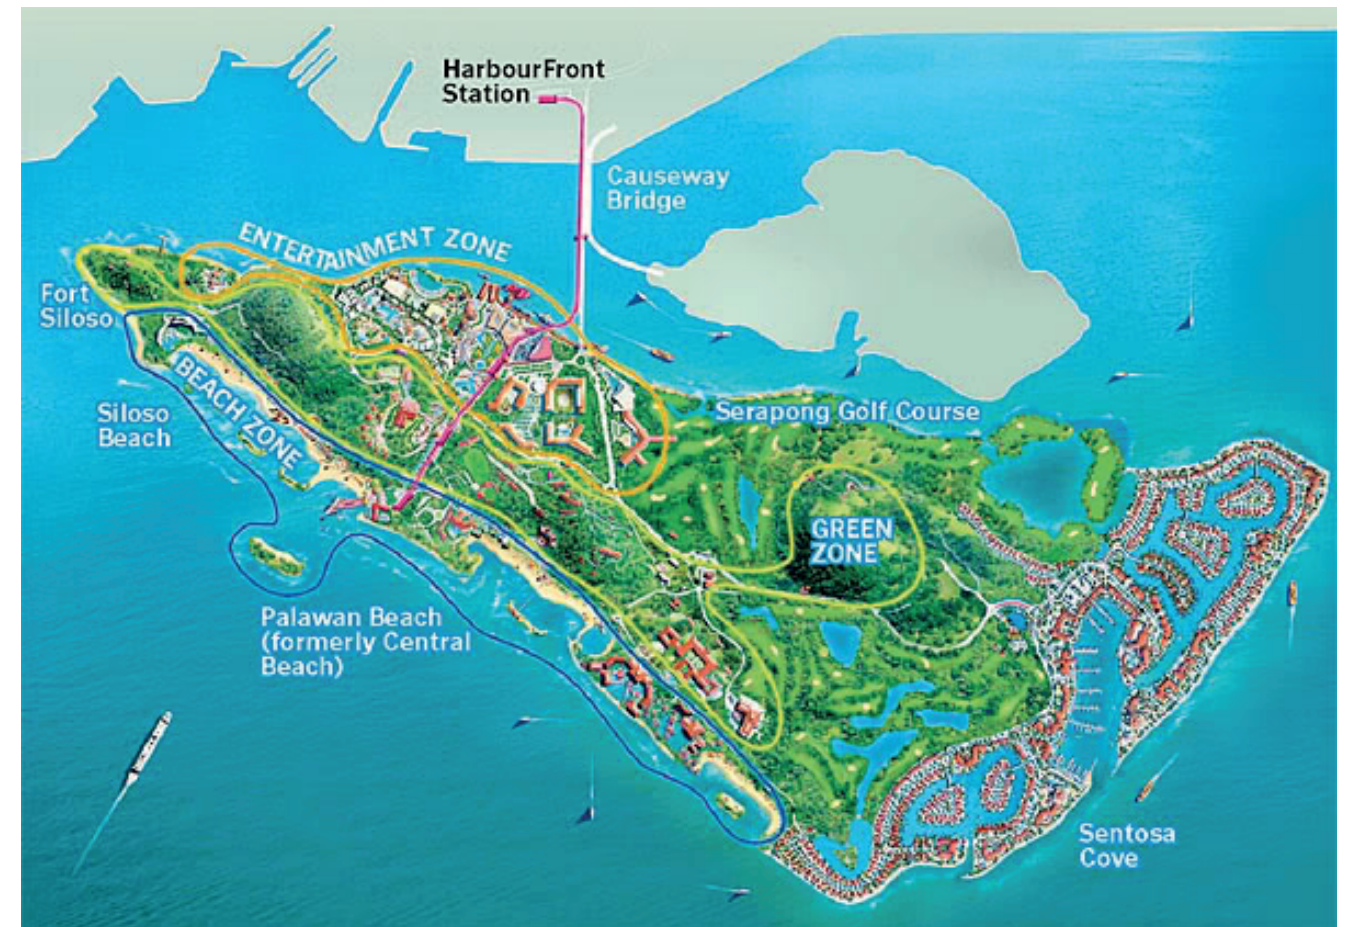 HarbourFront
Station
Causeway
Bridge
ENTERTAINMENT ZONE
Fort
Siloso
BEACH ZONE
Siloso
Beach
Serapong Golf Course
GREEN
ZONE
Palawan Beach
(formerly Central
Beach)
Sentosa
Cove